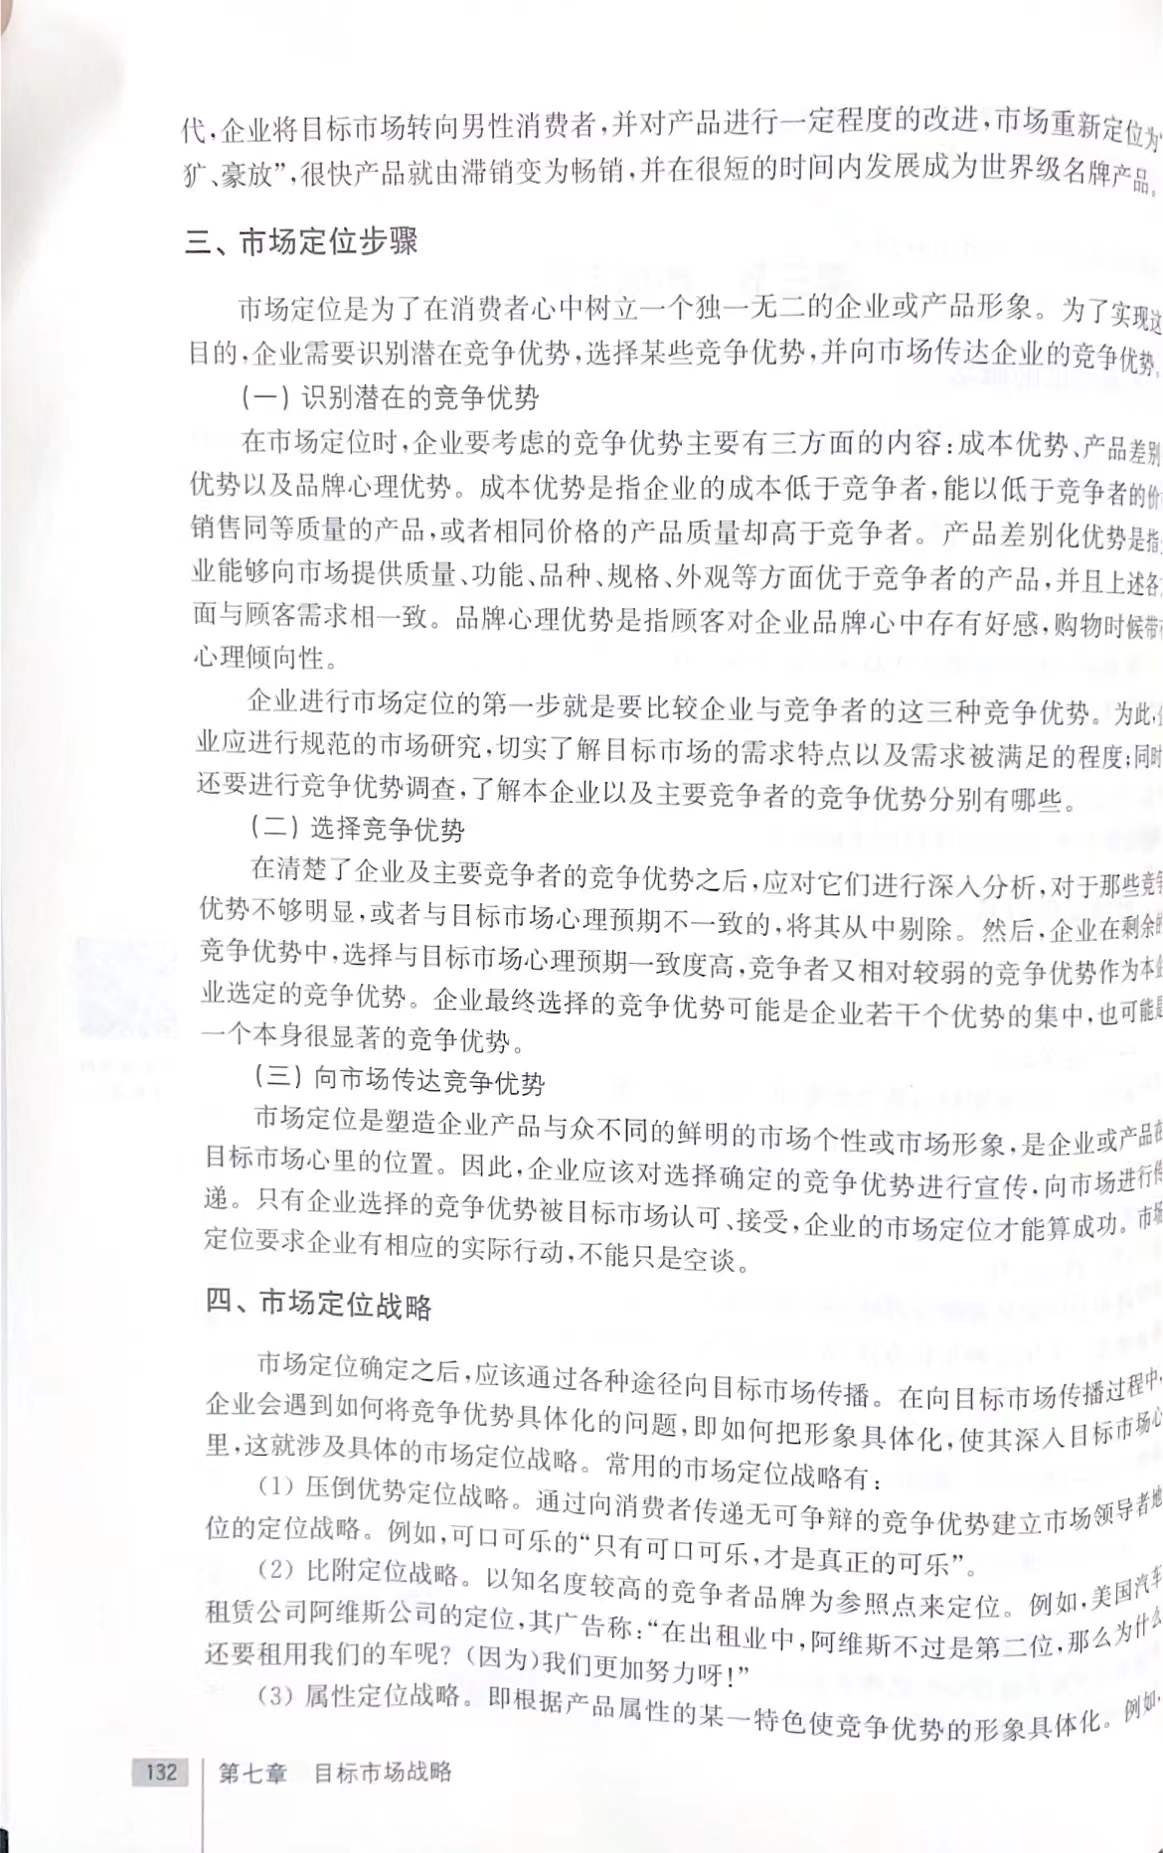 代，企业将目标市场转向男性消费者，并对产品进行一定程度的改进，市场重新定位为“
犷、豪放”，很快产品就由滞销变为畅销，并在很短的时间内发展成为世界级名牌产品。
三、市场定位步骤
市场定位是为了在消费者心中树立一个独一无二的企业或产品形象。为了实现这
目的，企业需要识别潜在竞争优势，选择某些竞争优势，并向市场传达企业的竞争优势。
（一）识别潜在的竞争优势
在市场定位时，企业要考虑的竞争优势主要有三方面的内容：成本优势、产品差别
优势以及品牌心理优势。成本优势是指企业的成本低于竞争者，能以低于竞争者的价
销售同等质量的产品，或者相同价格的产品质量却高于竞争者。产品差别化优势是指
业能够向市场提供质量、功能、品种、规格、外观等方面优于竞争者的产品，并且上述各
面与顾客需求相一致。品牌心理优势是指顾客对企业品牌心中存有好感，购物时候带
心理倾向性。
企业进行市场定位的第一步就是要比较企业与竞争者的这三种竞争优势。为此，
业应进行规范的市场研究，切实了解目标市场的需求特点以及需求被满足的程度；同时
还要进行竞争优势调查，了解本企业以及主要竞争者的竞争优势分别有哪些。
（二）选择竞争优势
在清楚了企业及主要竞争者的竞争优势之后，应对它们进行深入分析，对于那些竞争
优势不够明显，或者与目标市场心理预期不一致的，将其从中剔除。然后，企业在剩余的
竞争优势中，选择与目标市场心理预期一致度高，竞争者又相对较弱的竞争优势作为本企
业选定的竞争优势。企业最终选择的竞争优势可能是企业若干个优势的集中，也可能是
一个本身很显著的竞争优势。
（三）向市场传达竞争优势
市场定位是塑造企业产品与众不同的鲜明的市场个性或市场形象，是企业或产品在
目标市场心里的位置。因此，企业应该对选择确定的竞争优势进行宣传，向市场进行传
递。只有企业选择的竞争优势被目标市场认可、接受，企业的市场定位才能算成功。市场
定位要求企业有相应的实际行动，不能只是空谈。
四、市场定位战略
市场定位确定之后，应该通过各种途径向目标市场传播。在向目标市场传播过程中，
企业会遇到如何将竞争优势具体化的问题，即如何把形象具体化，使其深入目标市场心
里，这就涉及具体的市场定位战略。常用的市场定位战略有：
（1）压倒优势定位战略。通过向消费者传递无可争辩的竞争优势建立市场领导者地
位的定位战略。例如，可口可乐的“只有可口可乐，才是真正的可乐”。
（2）比附定位战略。以知名度较高的竞争者品牌为参照点来定位。例如，美国汽车
租赁公司阿维斯公司的定位，其广告称：“在出租业中，阿维斯不过是第二位，那么为什么
还要租用我们的车呢？（因为）我们更加努力呀！”
（3）属性定位战略。即根据产品属性的某一特色使竞争优势的形象具体化。例如，
132 第七章 目标市场战略